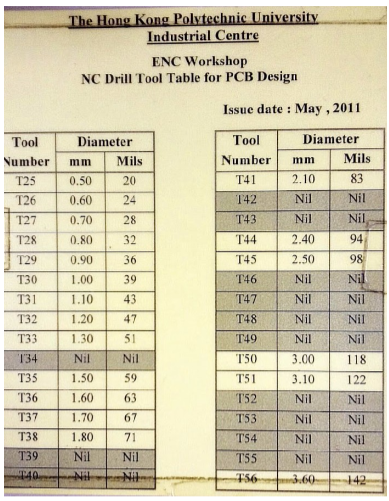 The Hong Kong Polytechnic University
Industrial Centre
ENC Workshop
NC Drill Tool Table for PCB Design
Issue date : May , 2011
Tool Number Diameter
mm Mils
T25 0.50 20
T26 0.60 24
T27 0.70 28
T28 0.80 32
T29 0.90 36
T30 1.00 39
T31 1.10 43
T32 1.20 47
T33 1.30 51
T34 Nil Nil
T35 1.50 59
T36 1.60 63
T37 1.70 67
T38 1.80 71
T39 Nil Nil
T40 Nil Nil
Tool Number Diameter
mm Mils
T41 2.10 83
T42 Nil Nil
T43 Nil Nil
T44 2.40 94
T45 2.50 98
T46 Nil Nil
T47 Nil Nil
T48 Nil Nil
T49 Nil Nil
T50 3.00 118
T51 3.10 122
T52 Nil Nil
T53 Nil Nil
T54 Nil Nil
T55 Nil Nil
T56 3.60 142